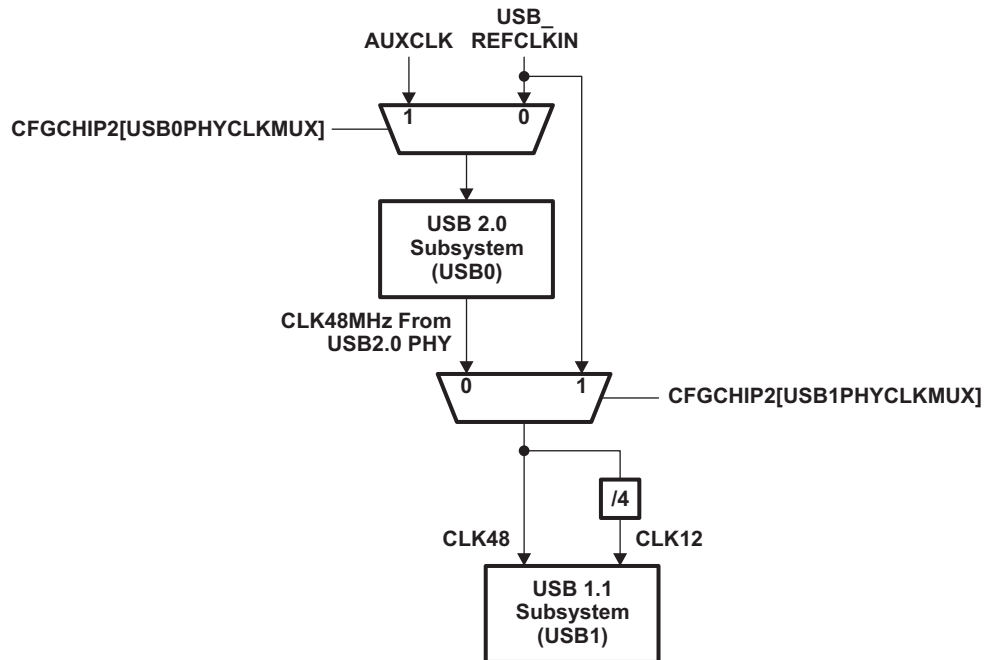 USB_
AUXCLK REFCLKIN
1 0
CFGCHIP2[USB0PHYCLKMUX]
USB 2.0
Subsystem
(USB0)
CLK48MHz From
USB2.0 PHY
0 1
CFGCHIP2[USB1PHYCLKMUX]
/4
CLK48 CLK12
USB 1.1
Subsystem
(USB1)